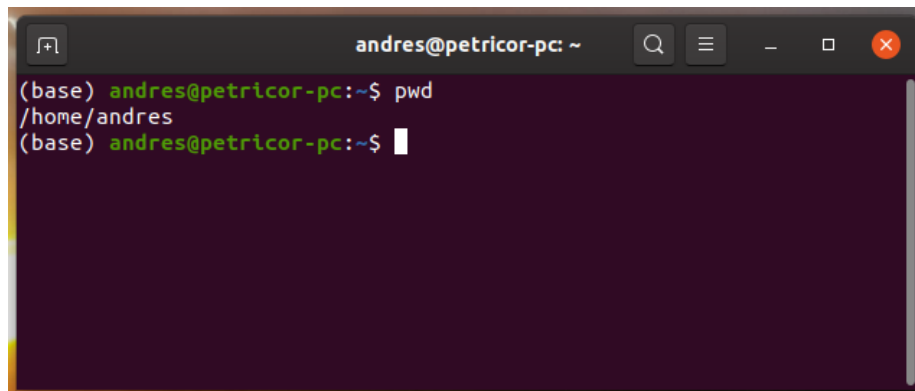 andres@petricor-pc: ~
(base) andres@petricor-pc:~$ pwd
/home/andres
(base) andres@petricor-pc:~$